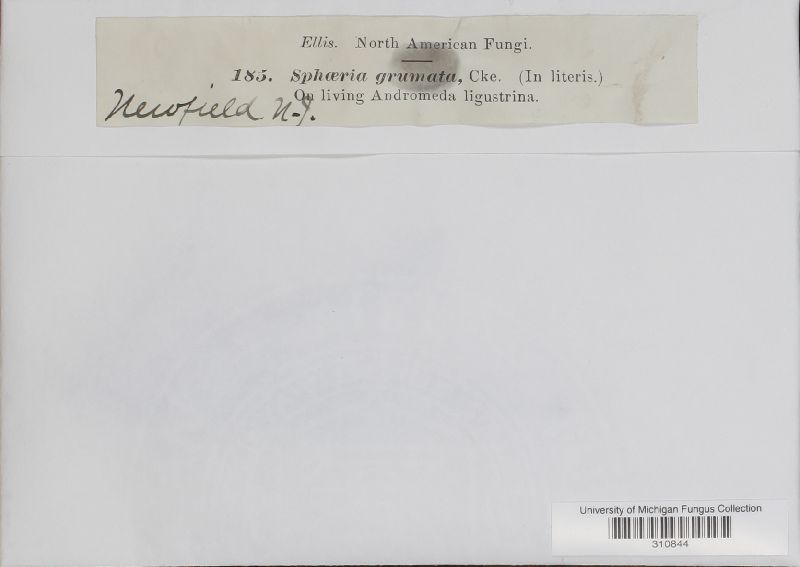 Ellis. North American Fungi.
185. Sphæria grumata, Cke. (In literis.)
On living Andromeda ligustrina.
Newfield N.J.
University of Michigan Fungus Collection
310844